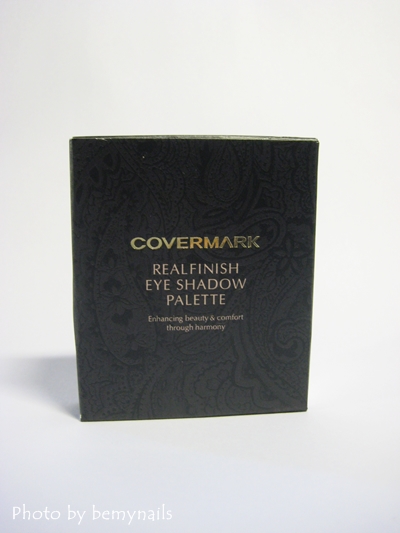 COVERMARK
REALFINISH
EYE SHADOW
PALETTE
Enhancing beauty & comfort
through harmony
Photo by bemynails